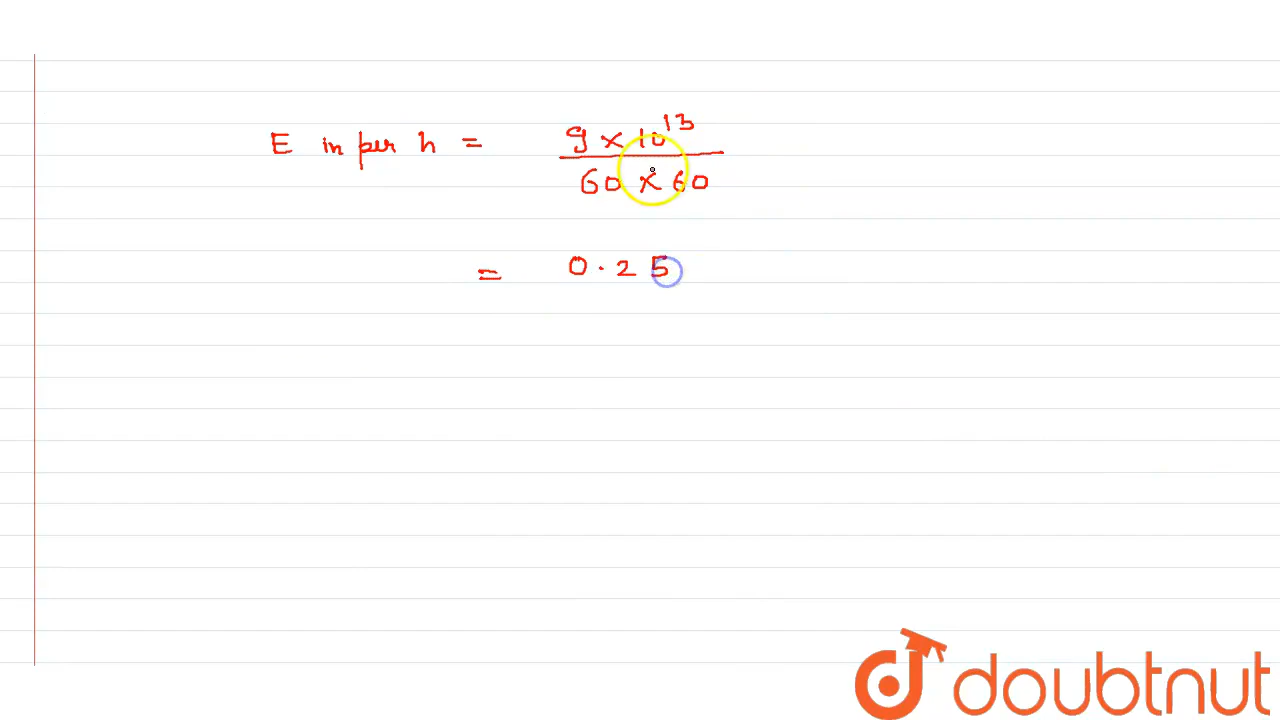 E in per h = 9 × 10^13 / 60 × 60
= 0.25
doubtnut